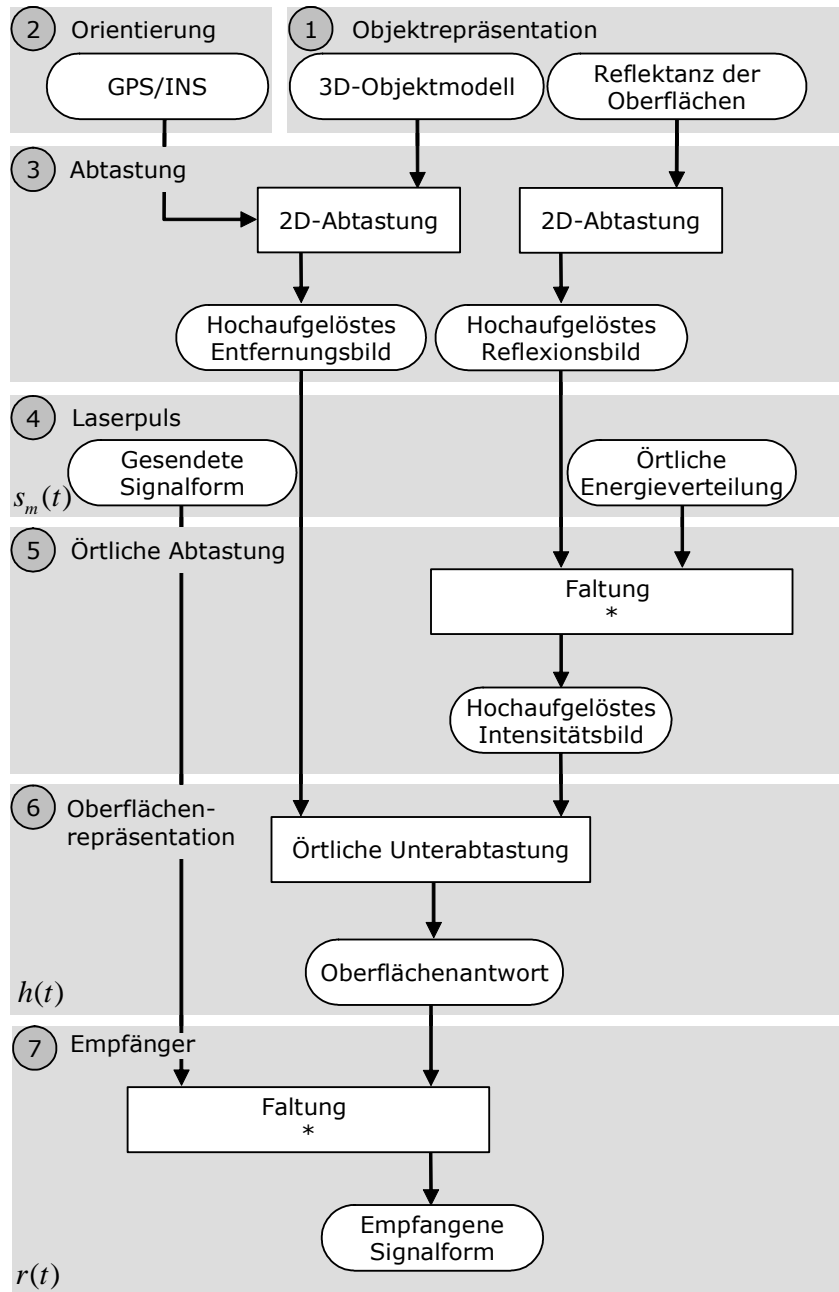 2 Orientierung
1 Objektrepräsentation
GPS/INS
3D-Objektmodell
Reflektanz der
Oberflächen
3 Abtastung
2D-Abtastung
2D-Abtastung
Hochaufgelöstes
Entfernungsbild
Hochaufgelöstes
Reflexionsbild
4 Laserpuls
Gesendete
Signalform
Örtliche
Energieverteilung
s_m(t)
5 Örtliche Abtastung
Faltung
*
Hochaufgelöstes
Intensitätsbild
6 Oberflächen-
repräsentation
Örtliche Unterabtastung
Oberflächenantwort
h(t)
7 Empfänger
Faltung
*
Empfangene
Signalform
r(t)